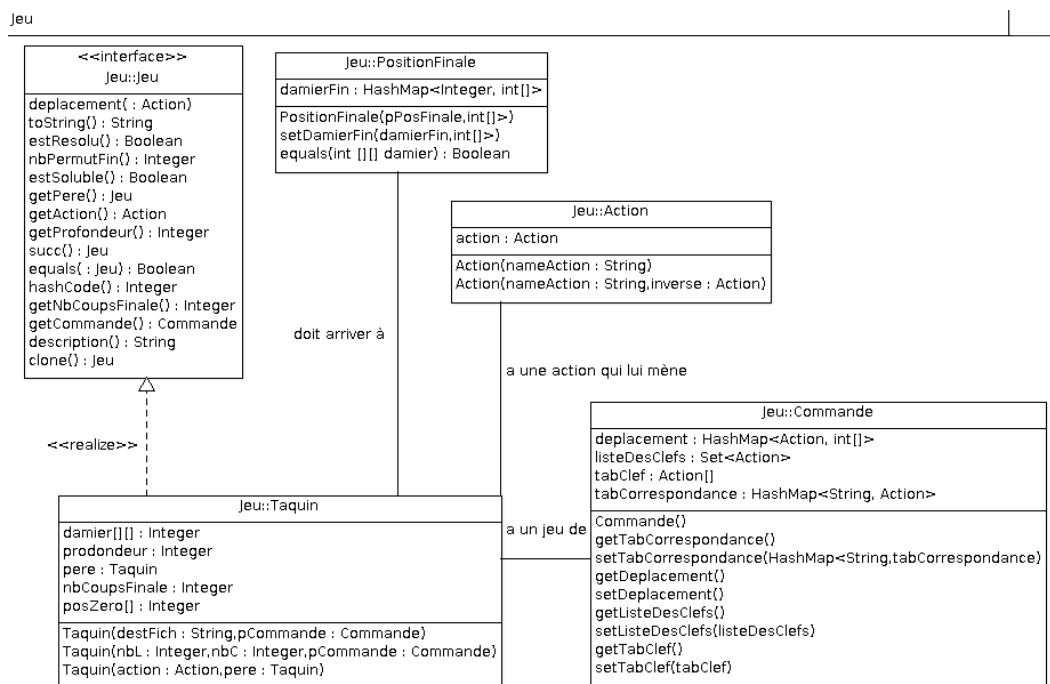 Jeu
<<interface>>
Jeu::Jeu
deplacement( : Action)
toString() : String
estResolu() : Boolean
nbPermutFin() : Integer
estSoluble() : Boolean
getPere() : Jeu
getAction() : Action
getProfondeur() : Integer
succ() : Jeu
equals( : Jeu) : Boolean
hashCode() : Integer
getNbCoupsFinale() : Integer
getCommande() : Commande
description() : String
clone() : Jeu
Jeu::PositionFinale
damierFin : HashMap<Integer, int[]>
PositionFinale(pPosFinale,int[]>)
setDamierFin(damierFin,int[]>)
equals(int [][] damier) : Boolean
Jeu::Action
action : Action
Action(nameAction : String)
Action(nameAction : String,inverse : Action)
doit arriver à
a une action qui lui mène
<<realize>>
Jeu::Taquin
damier[][] : Integer
prodondeur : Integer
pere : Taquin
nbCoupsFinale : Integer
posZero[] : Integer
Taquin(destFich : String,pCommande : Commande)
Taquin(nbL : Integer,nbC : Integer,pCommande : Commande)
Taquin(action : Action,pere : Taquin)
a un jeu de
Jeu::Commande
deplacement : HashMap<Action, int[]>
listeDesClefs : Set<Action>
tabClef : Action[]
tabCorrespondance : HashMap<String, Action>
Commande()
getTabCorrespondance()
setTabCorrespondance(HashMap<String,tabCorrespondance)
getDeplacement()
setDeplacement()
getListeDesClefs()
setListeDesClefs(listeDesClefs)
getTabClef()
setTabClef(tabClef)